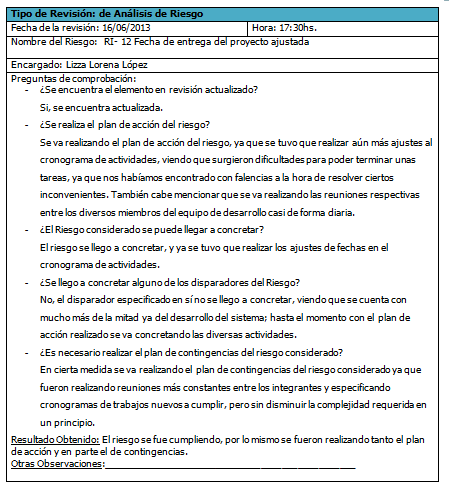 Tipo de Revisión: de Análisis de Riesgo
Fecha de la revisión: 16/06/2013 Hora: 17:30hs.
Nombre del Riesgo: RI- 12 Fecha de entrega del proyecto ajustada
Encargado: Lizza Lorena López
Preguntas de comprobación:
- ¿Se encuentra el elemento en revisión actualizado?
Si, se encuentra actualizada.
- ¿Se realiza el plan de acción del riesgo?
Se va realizando el plan de acción del riesgo, ya que se tuvo que realizar aún más ajustes al
cronograma de actividades, viendo que surgieron dificultades para poder terminar unas
tareas, ya que nos habíamos encontrado con falencias a la hora de resolver ciertos
inconvenientes. También cabe mencionar que se va realizando las reuniones respectivas
entre los diversos miembros del equipo de desarrollo casi de forma diaria.
- ¿El Riesgo considerado se puede llegar a concretar?
El riesgo se llego a concretar, y ya se tuvo que realizar los ajustes de fechas en el
cronograma de actividades.
- ¿Se llego a concretar alguno de los disparadores del Riesgo?
No, el disparador especificado en sí no se llego a concretar, viendo que se cuenta con
mucho más de la mitad ya del desarrollo del sistema; hasta el momento con el plan de
acción realizado se va concretando las diversas actividades.
- ¿Es necesario realizar el plan de contingencias del riesgo considerado?
En cierta medida se va realizando el plan de contingencias del riesgo considerado ya que
fueron realizando reuniones más constantes entre los integrantes y especificando
cronogramas de trabajos nuevos a cumplir, pero sin disminuir la complejidad requerida en
un principio.
Resultado Obtenido: El riesgo se fue cumpliendo, por lo mismo se fueron realizando tanto el plan
de acción y en parte el de contingencias.
Otras Observaciones: